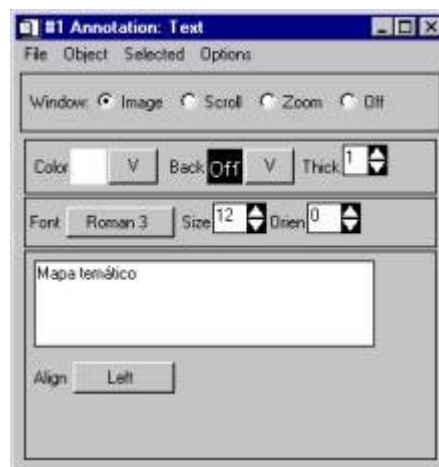 #1 Annotation: Text
File Object Selected Options
Window: Image Scroll Zoom Off
Color V Back Off V Thick 1
Font Roman 3 Size 12 Orien 0
Mapa temático
Align Left